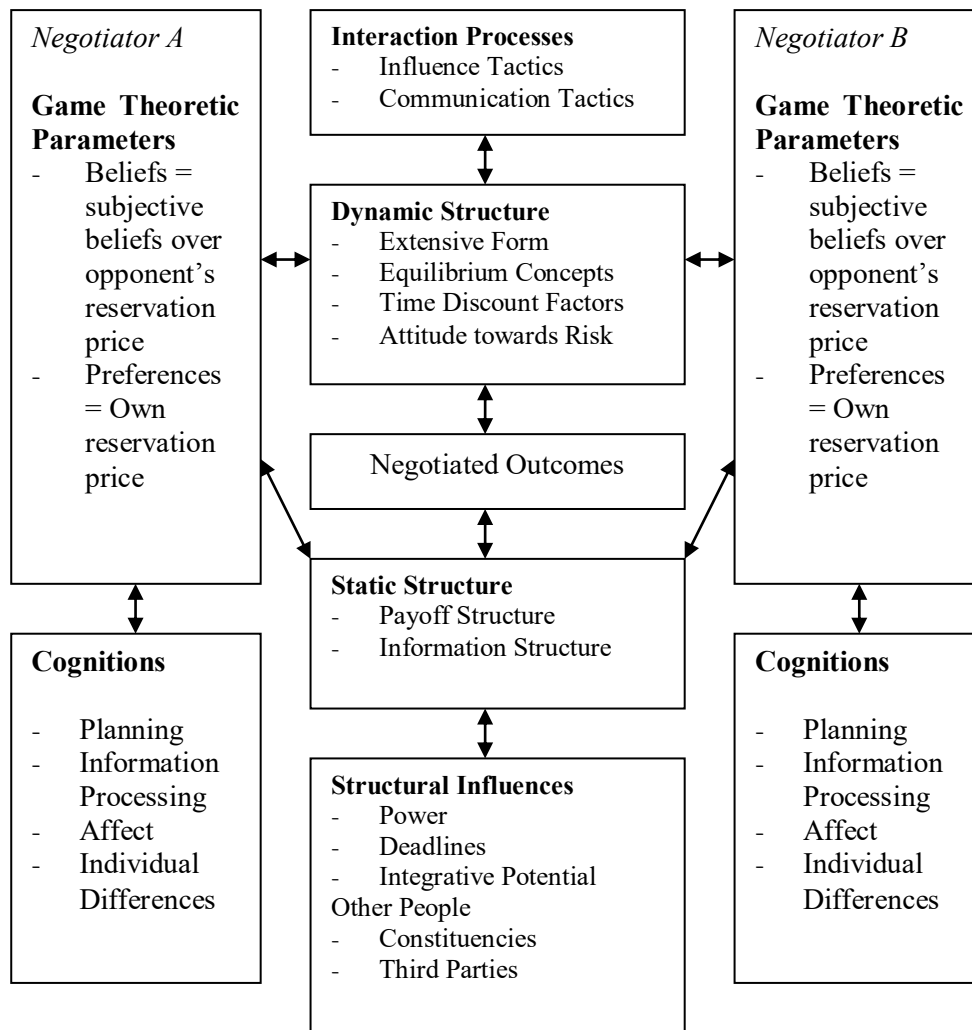 Negotiator A
Game Theoretic
Parameters
- Beliefs =
subjective
beliefs over
opponent's
reservation
price
- Preferences
= Own
reservation
price
Cognitions
- Planning
- Information
Processing
- Affect
- Individual
Differences
Interaction Processes
- Influence Tactics
- Communication Tactics
Dynamic Structure
- Extensive Form
- Equilibrium Concepts
- Time Discount Factors
- Attitude towards Risk
Negotiated Outcomes
Static Structure
- Payoff Structure
- Information Structure
Structural Influences
- Power
- Deadlines
- Integrative Potential
Other People
- Constituencies
- Third Parties
Negotiator B
Game Theoretic
Parameters
- Beliefs =
subjective
beliefs over
opponent's
reservation
price
- Preferences
= Own
reservation
price
Cognitions
- Planning
- Information
Processing
- Affect
- Individual
Differences